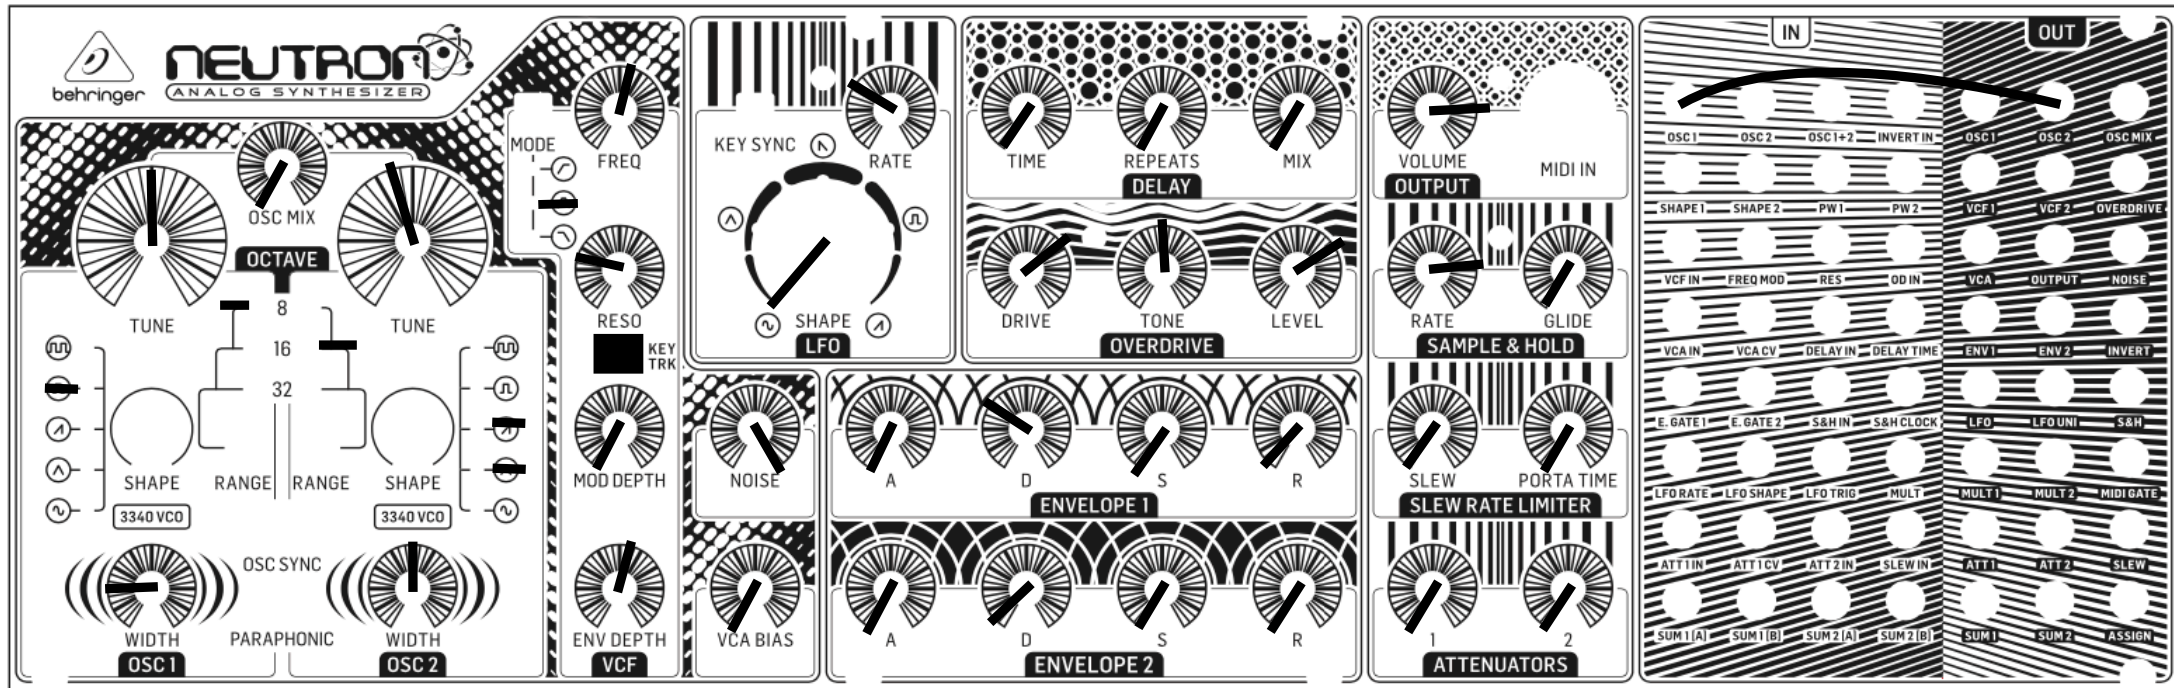 behringer
NEUTRON
ANALOG SYNTHESIZER
OSC MIX
OCTAVE
TUNE
TUNE
8
16
32
SHAPE
RANGE
RANGE
SHAPE
3340 VCO
3340 VCO
OSC SYNC
WIDTH
PARAPHONIC
WIDTH
OSC 1
OSC 2
MODE
FREQ
RESO
KEY
TRK
MOD DEPTH
ENV DEPTH
VCF
KEY SYNC
RATE
SHAPE
LFO
NOISE
VCA BIAS
TIME
REPEATS
MIX
DELAY
DRIVE
TONE
LEVEL
OVERDRIVE
A
D
S
R
ENVELOPE 1
A
D
S
R
ENVELOPE 2
VOLUME
MIDI IN
OUTPUT
RATE
GLIDE
SAMPLE & HOLD
SLEW
PORTA TIME
SLEW RATE LIMITER
1
2
ATTENUATORS
IN
OUT
OSC 1 OSC 2 OSC 1+2 INVERT IN OSC 1 OSC 2 OSC MIX
SHAPE 1 SHAPE 2 PW 1 PW 2 VCF 1 VCF 2 OVERDRIVE
VCF IN FREQ MOD RES OD IN VCA OUTPUT NOISE
VCA IN VCA CV DELAY IN DELAY TIME ENV 1 ENV 2 INVERT
E. GATE 1 E. GATE 2 S&H IN S&H CLOCK LFO LFO UNI S&H
LFO RATE LFO SHAPE LFO TRIG MULT MULT 1 MULT 2 MIDI GATE
ATT 1 IN ATT 1 CV ATT 2 IN SLEW IN ATT 1 ATT 2 SLEW
SUM 1 [A] SUM 1 [B] SUM 2 [A] SUM 2 [B] SUM 1 SUM 2 ASSIGN